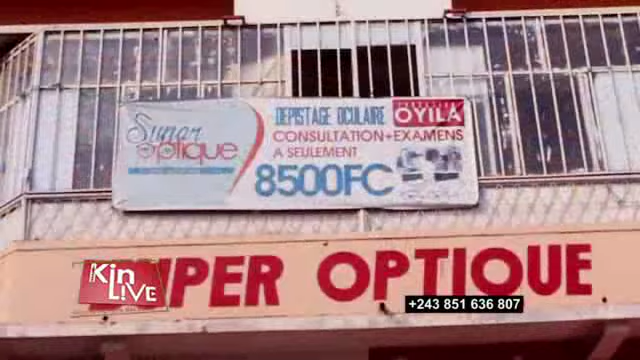 Super
optique
DEPISTAGE OCULAIRE
OYILA
CONSULTATION+EXAMENS
A SEULEMENT
8500FC
UPER OPTIQUE
Kin
LIVE
+243 851 636 807